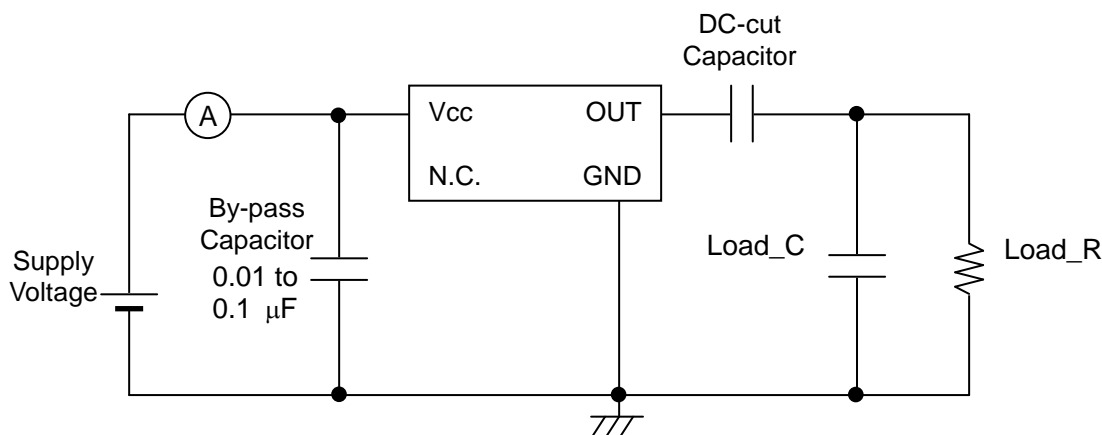 DC-cut
Capacitor
A
Vcc
OUT
N.C.
GND
By-pass
Capacitor
0.01 to
0.1 μF
Supply
Voltage
Load_C
Load_R